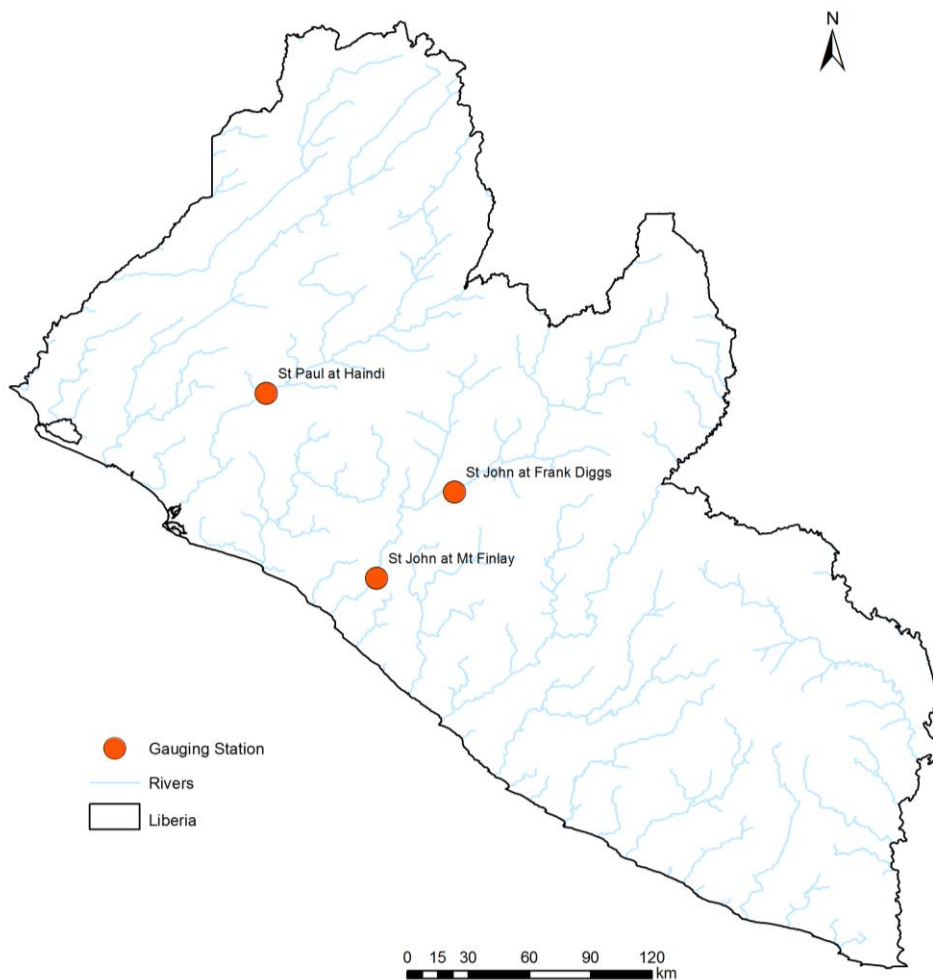 N
St Paul at Haindi
St John at Frank Diggs
St John at Mt Finlay
Gauging Station
Rivers
Liberia
0 15 30 60 90 120
km